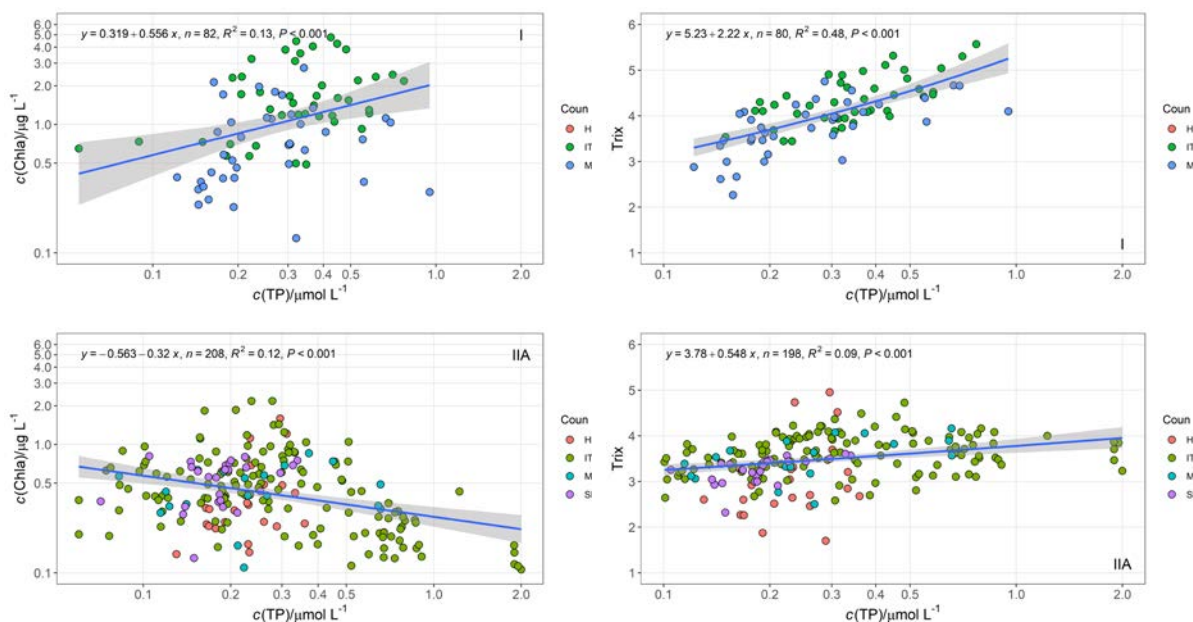 y = 0.319 + 0.556 x, n = 82, R² = 0.13, P < 0.001
I
6.0
5.0
4.0
3.0
2.0
1.0
0.5
0.1
c(Chla)/μg L⁻¹
0.1 0.2 0.3 0.4 0.5 1.0 2.0
c(TP)/μmol L⁻¹
Coun
H
IT
M
y = 5.23 + 2.22 x, n = 80, R² = 0.48, P < 0.001
I
6
5
4
3
2
1
Trix
0.1 0.2 0.3 0.4 0.5 1.0 2.0
c(TP)/μmol L⁻¹
Coun
H
IT
M
y = −0.563 − 0.32 x, n = 208, R² = 0.12, P < 0.001
IIA
6.0
5.0
4.0
3.0
2.0
1.0
0.5
0.1
c(Chla)/μg L⁻¹
0.1 0.2 0.3 0.4 0.5 1.0 2.0
c(TP)/μmol L⁻¹
Coun
H
IT
M
SI
y = 3.78 + 0.548 x, n = 198, R² = 0.09, P < 0.001
IIA
6
5
4
3
2
1
Trix
0.1 0.2 0.3 0.4 0.5 1.0 2.0
c(TP)/μmol L⁻¹
Coun
H
IT
M
SI